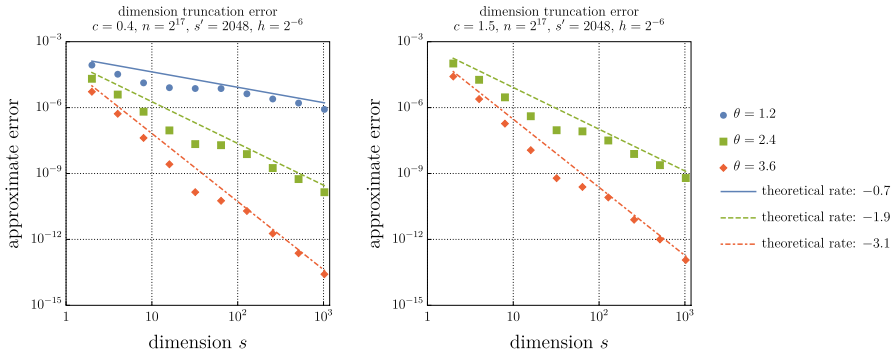 dimension truncation error
c = 0.4, n = 2^17, s′ = 2048, h = 2^−6
10^−3
10^−6
10^−9
10^−12
10^−15
approximate error
1
10
10^2
10^3
dimension s
dimension truncation error
c = 1.5, n = 2^17, s′ = 2048, h = 2^−6
10^−3
10^−6
10^−9
10^−12
10^−15
approximate error
1
10
10^2
10^3
dimension s
θ = 1.2
θ = 2.4
θ = 3.6
theoretical rate: −0.7
theoretical rate: −1.9
theoretical rate: −3.1